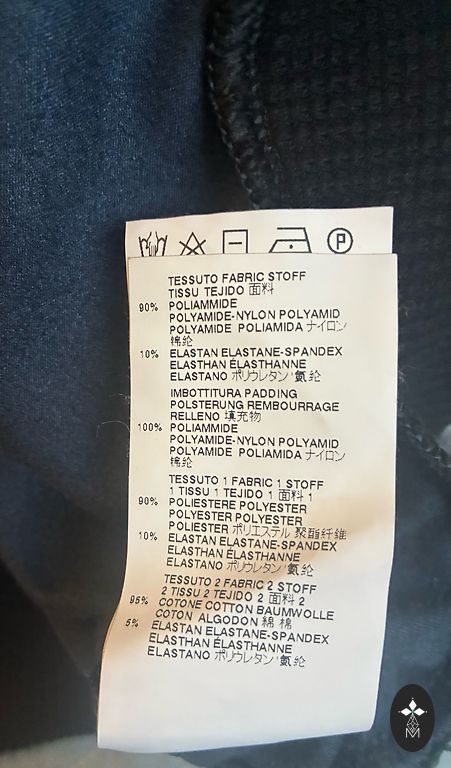 P
TESSUTO FABRIC STOFF
TISSU TEJIDO 面料
90% POLIAMMIDE
POLYAMIDE-NYLON POLYAMID
POLYAMIDE POLIAMIDA ナイロン
锦纶
10% ELASTAN ELASTANE-SPANDEX
ELASTHAN ÉLASTHANNE
ELASTANO ポリウレタン 氨纶
IMBOTTITURA PADDING
POLSTERUNG REMBOURRAGE
RELLENO 填充物
100% POLIAMMIDE
POLYAMIDE-NYLON POLYAMID
POLYAMIDE POLIAMIDA ナイロン
锦纶
TESSUTO 1 FABRIC 1 STOFF
1 TISSU 1 TEJIDO 1 面料 1
90% POLIESTERE POLYESTER
POLYESTER POLYESTER
POLIESTER ポリエステル 聚酯纤维
10% ELASTAN ELASTANE-SPANDEX
ELASTHAN ÉLASTHANNE
ELASTANO ポリウレタン 氨纶
TESSUTO 2 FABRIC 2 STOFF
2 TISSU 2 TEJIDO 2 面料 2
95% COTONE COTTON BAUMWOLLE
COTON ALGODON 綿 棉
5% ELASTAN ELASTANE-SPANDEX
ELASTHAN ÉLASTHANNE
ELASTANO ポリウレタン 氨纶
M